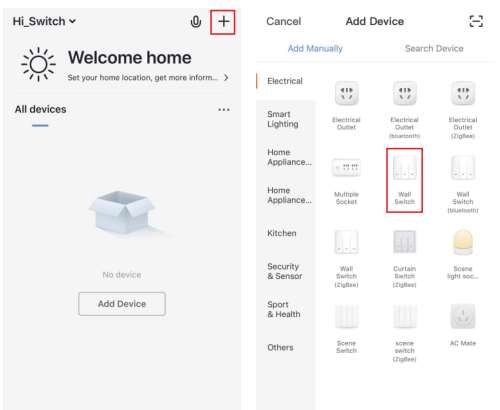 Hi_Switch
Welcome home
Set your home location, get more inform...
All devices
...
No device
Add Device
Cancel
Add Device
Add Manually
Search Device
Electrical
Smart
Lighting
Home
Appliance...
Home
Appliance...
Kitchen
Security
& Sensor
Sport
& Health
Others
Electrical
Outlet
Electrical
Outlet
(bluetooth)
Electrical
Outlet
(ZigBee)
Multiple
Socket
Wall
Switch
Wall
Switch
(bluetooth)
Wall
Switch
(ZigBee)
Curtain
Switch
(ZigBee)
Scene
light soc...
Scene
Switch
scene
switch
(ZigBee)
AC Mate